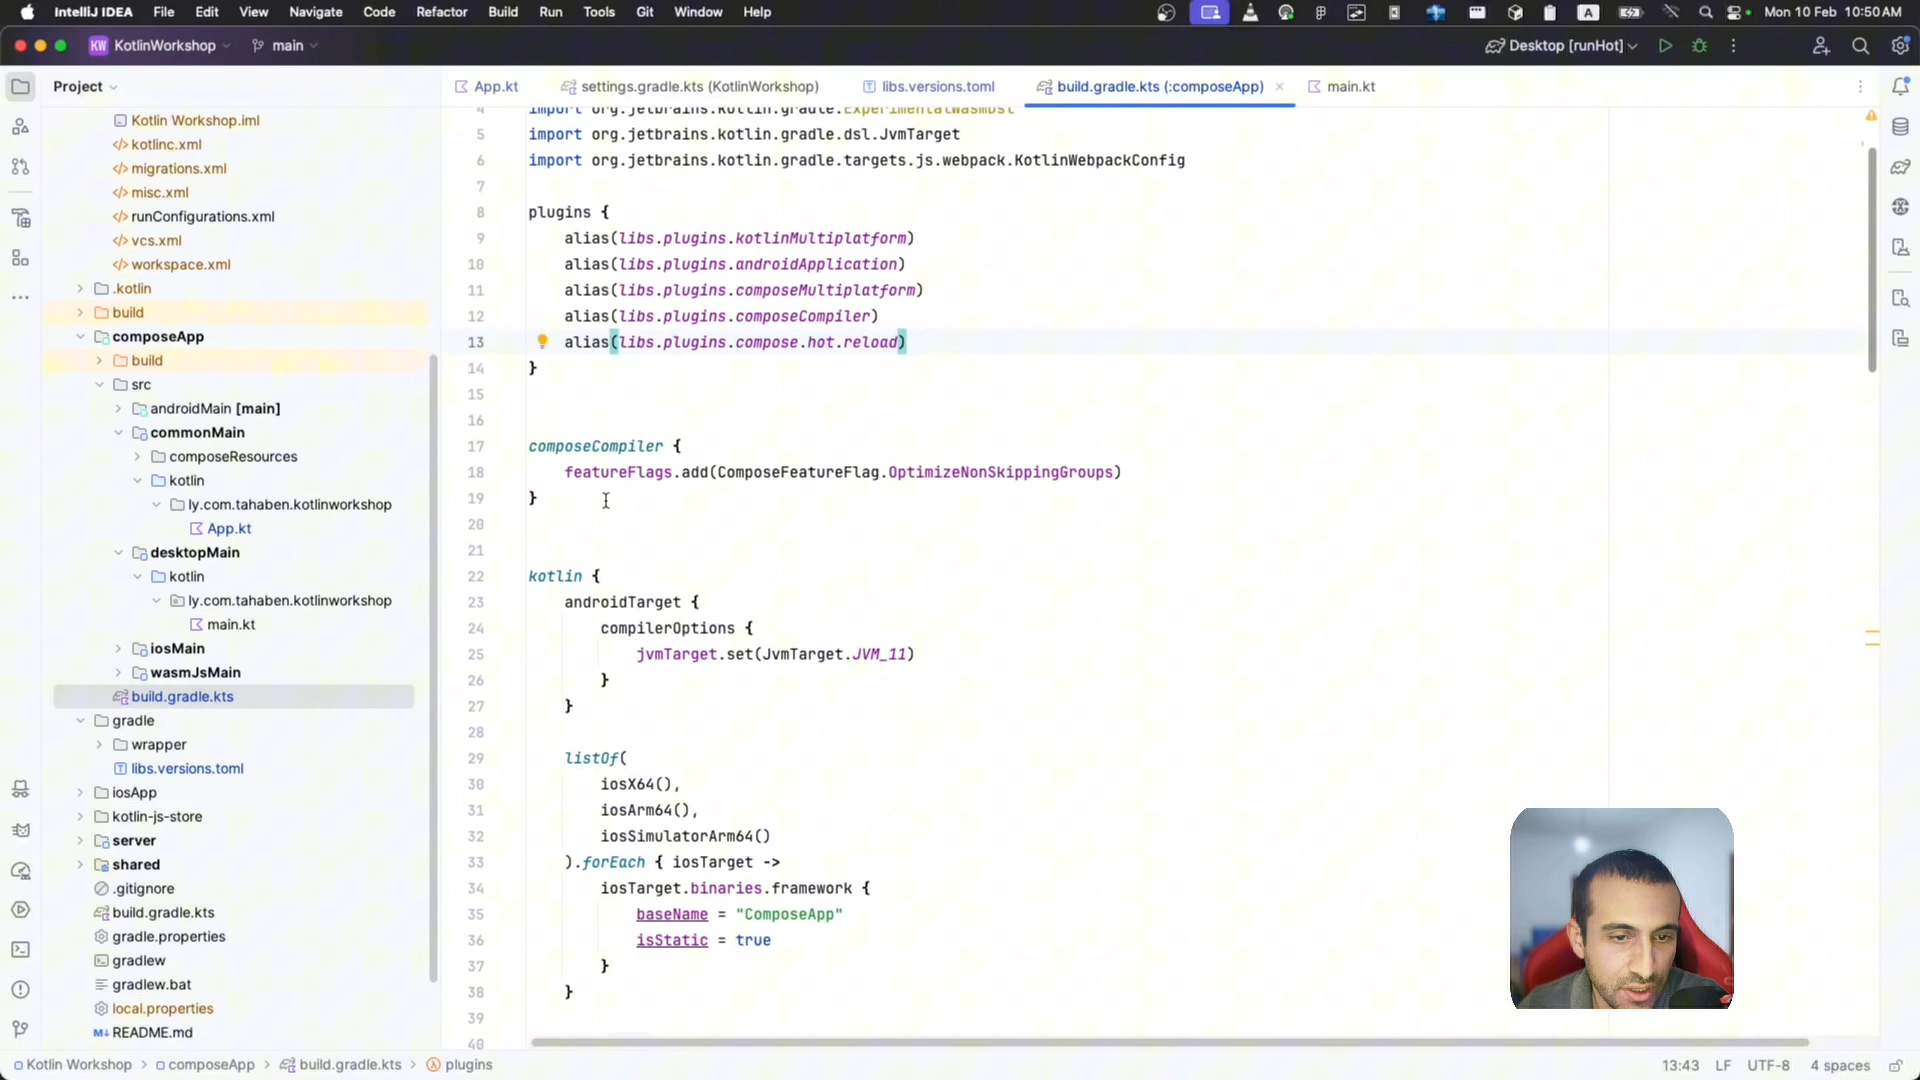 IntelliJ IDEA File Edit View Navigate Code Refactor Build Run Tools Git Window Help A Mon 10 Feb 10:50 AM
KW KotlinWorkshop main Desktop [runHot]
Project
App.kt settings.gradle.kts (KotlinWorkshop) libs.versions.toml build.gradle.kts (:composeApp) main.kt
Kotlin Workshop.iml
kotlinc.xml
migrations.xml
misc.xml
runConfigurations.xml
vcs.xml
workspace.xml
.kotlin
build
composeApp
build
src
androidMain [main]
commonMain
composeResources
kotlin
ly.com.tahaben.kotlinworkshop
App.kt
desktopMain
kotlin
ly.com.tahaben.kotlinworkshop
main.kt
iosMain
wasmJsMain
build.gradle.kts
gradle
wrapper
libs.versions.toml
iosApp
kotlin-js-store
server
shared
.gitignore
build.gradle.kts
gradle.properties
gradlew
gradlew.bat
local.properties
README.md
4 import org.jetbrains.kotlin.gradle.ExperimentalWasmDsl
5 import org.jetbrains.kotlin.gradle.dsl.JvmTarget
6 import org.jetbrains.kotlin.gradle.targets.js.webpack.KotlinWebpackConfig
7
8 plugins {
9 alias(libs.plugins.kotlinMultiplatform)
10 alias(libs.plugins.androidApplication)
11 alias(libs.plugins.composeMultiplatform)
12 alias(libs.plugins.composeCompiler)
13 alias(libs.plugins.compose.hot.reload)
14 }
15
16
17 composeCompiler {
18 featureFlags.add(ComposeFeatureFlag.OptimizeNonSkippingGroups)
19 }
20
21
22 kotlin {
23 androidTarget {
24 compilerOptions {
25 jvmTarget.set(JvmTarget.JVM_11)
26 }
27 }
28
29 listOf(
30 iosX64(),
31 iosArm64(),
32 iosSimulatorArm64()
33 ).forEach { iosTarget ->
34 iosTarget.binaries.framework {
35 baseName = "ComposeApp"
36 isStatic = true
37 }
38 }
39
40
Kotlin Workshop > composeApp > build.gradle.kts > plugins 13:43 LF UTF-8 4 spaces